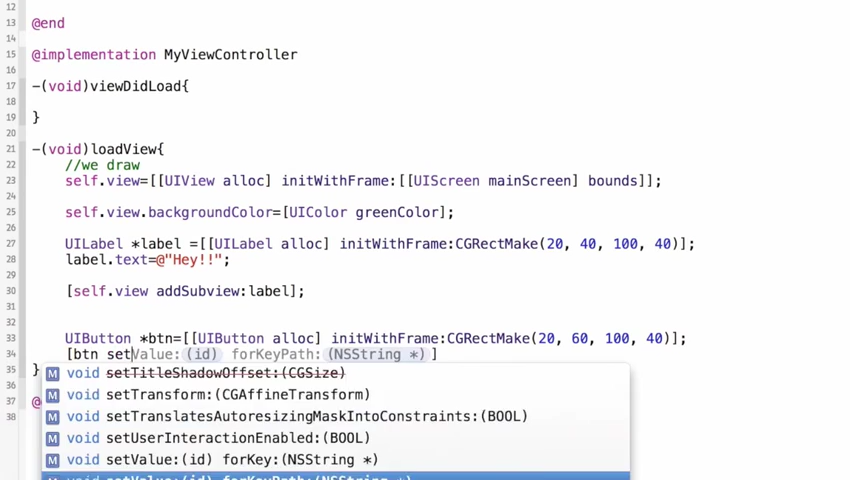 12
13 @end
14
15 @implementation MyViewController
16
17 -(void)viewDidLoad{
18
19 }
20
21 -(void)loadView{
22 //we draw
23 self.view=[[UIView alloc] initWithFrame:[[UIScreen mainScreen] bounds]];
24
25 self.view.backgroundColor=[UIColor greenColor];
26
27 UILabel *label =[[UILabel alloc] initWithFrame:CGRectMake(20, 40, 100, 40)];
28 label.text=@"Hey!!";
29
30 [self.view addSubview:label];
31
32
33 UIButton *btn=[[UIButton alloc] initWithFrame:CGRectMake(20, 60, 100, 40)];
34 [btn setValue:(id) forKeyPath:(NSString *)]
35 }
M void setTitleShadowOffset:(CGSize)
36
M void setTransform:(CGAffineTransform)
37 @
M void setTranslatesAutoresizingMaskIntoConstraints:(BOOL)
38
M void setUserInteractionEnabled:(BOOL)
M void setValue:(id) forKey:(NSString *)
M void setValue:(id) forKeyPath:(NSString *)